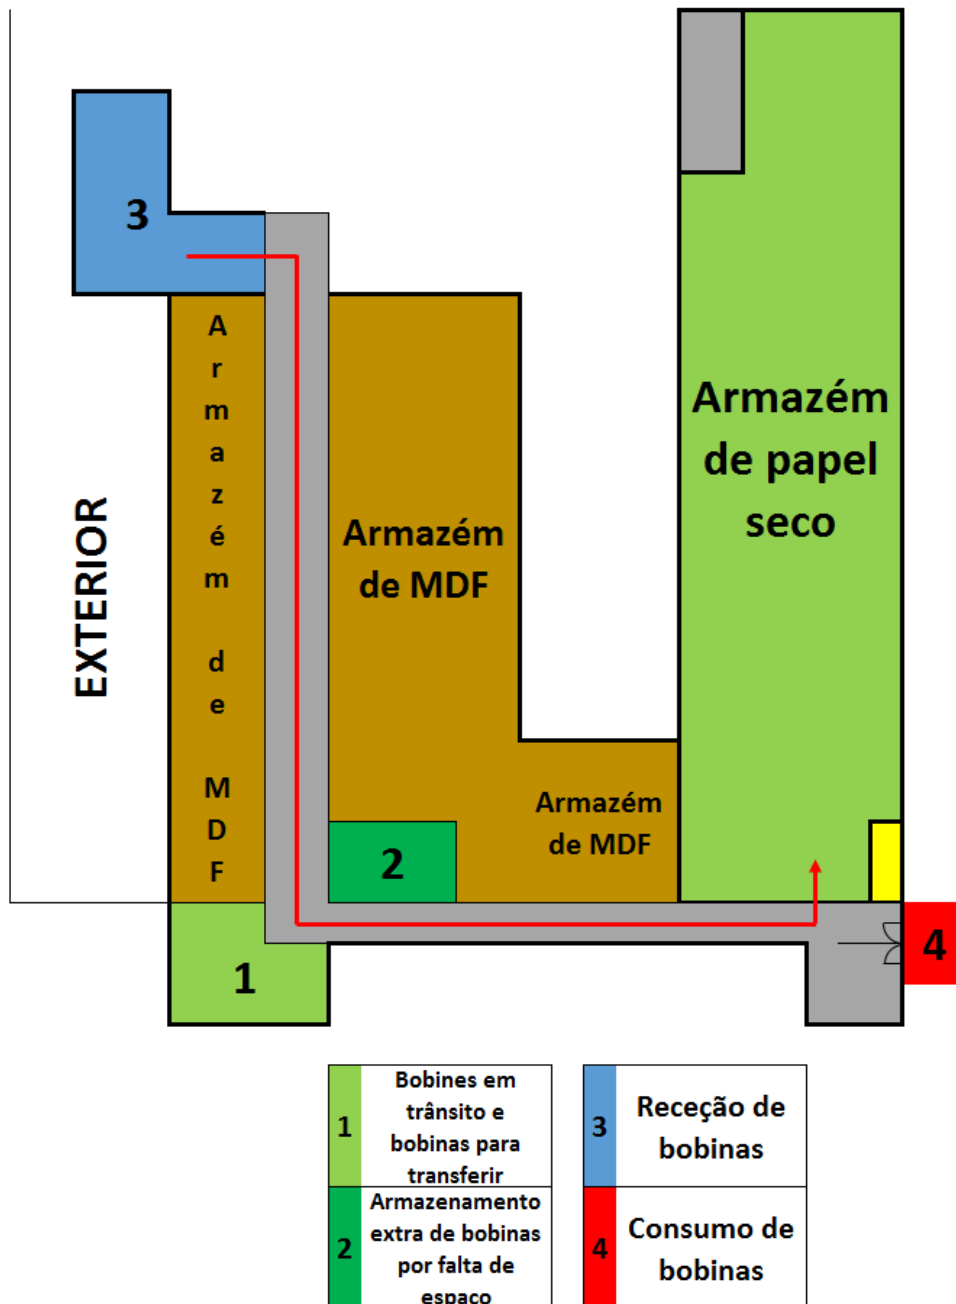 3
A
r
m
a
z
é
m
d
e
M
D
F
EXTERIOR
Armazém
de MDF
Armazém
de papel
seco
Armazém
de MDF
2
1
4
1
Bobines em
trânsito e
bobinas para
transferir
2
Armazenamento
extra de bobinas
por falta de
espaço
3
Receção de
bobinas
4
Consumo de
bobinas